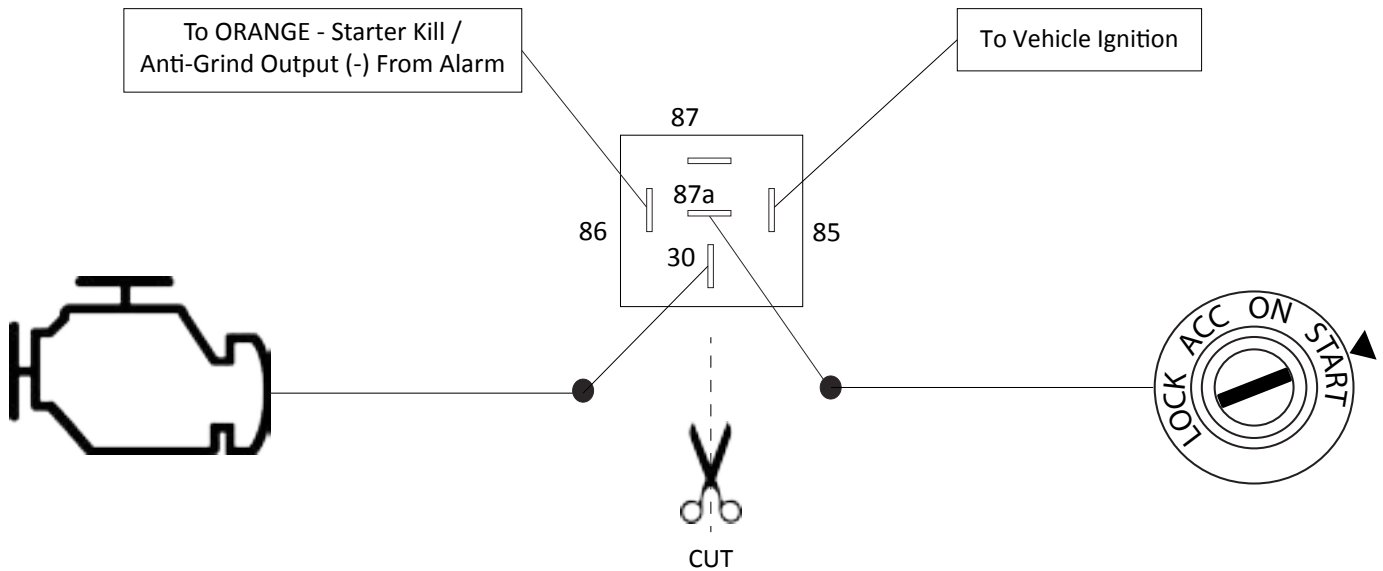 To ORANGE - Starter Kill /
Anti-Grind Output (-) From Alarm
To Vehicle Ignition
87
87a
86
85
30
LOCK ACC ON START
CUT